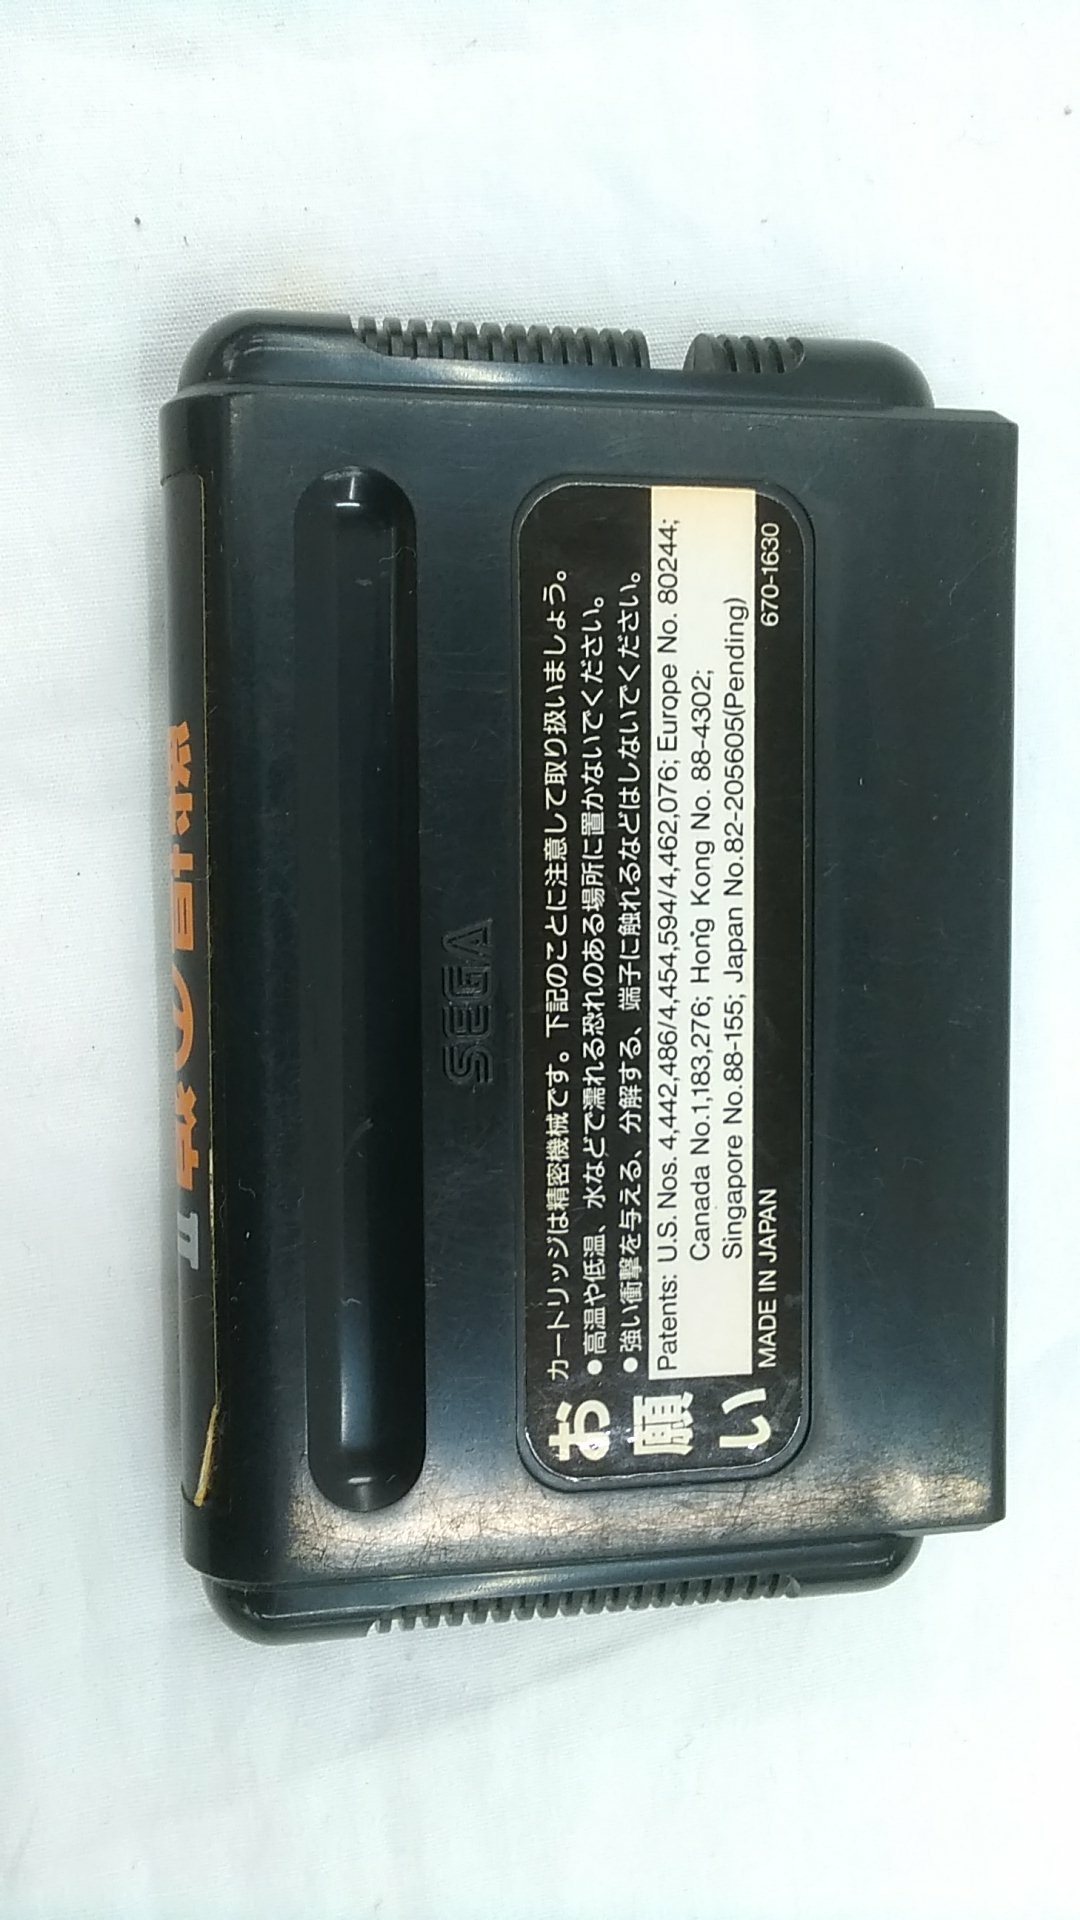 SEGA
お願い
カートリッジは精密機械です。下記のことに注意して取り扱いましょう。
●高温や低温、水などで濡れる恐れのある場所に置かないでください。
●強い衝撃を与える、分解する、端子に触れるなどはしないでください。
Patents: U.S. Nos. 4,442,486/4,454,594/4,462,076; Europe No. 80244;
Canada No.1,183,276; Hong Kong No. 88-4302;
Singapore No.88-155; Japan No.82-205605(Pending)
MADE IN JAPAN 670-1630